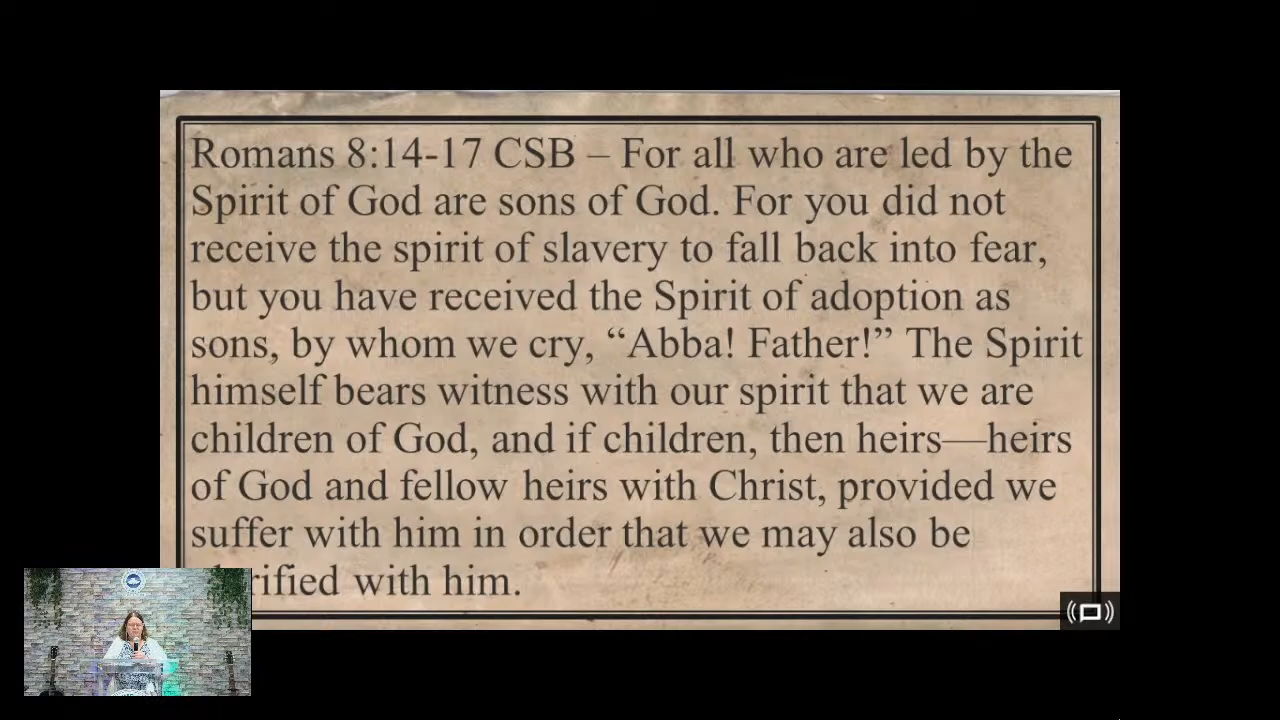 Romans 8:14-17 CSB – For all who are led by the
Spirit of God are sons of God. For you did not
receive the spirit of slavery to fall back into fear,
but you have received the Spirit of adoption as
sons, by whom we cry, “Abba! Father!” The Spirit
himself bears witness with our spirit that we are
children of God, and if children, then heirs—heirs
of God and fellow heirs with Christ, provided we
suffer with him in order that we may also be
with him.